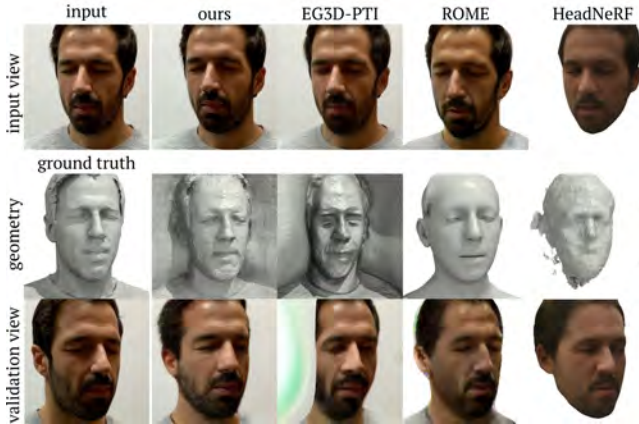 input ours EG3D-PTI ROME HeadNeRF
input view
ground truth
geometry
validation view